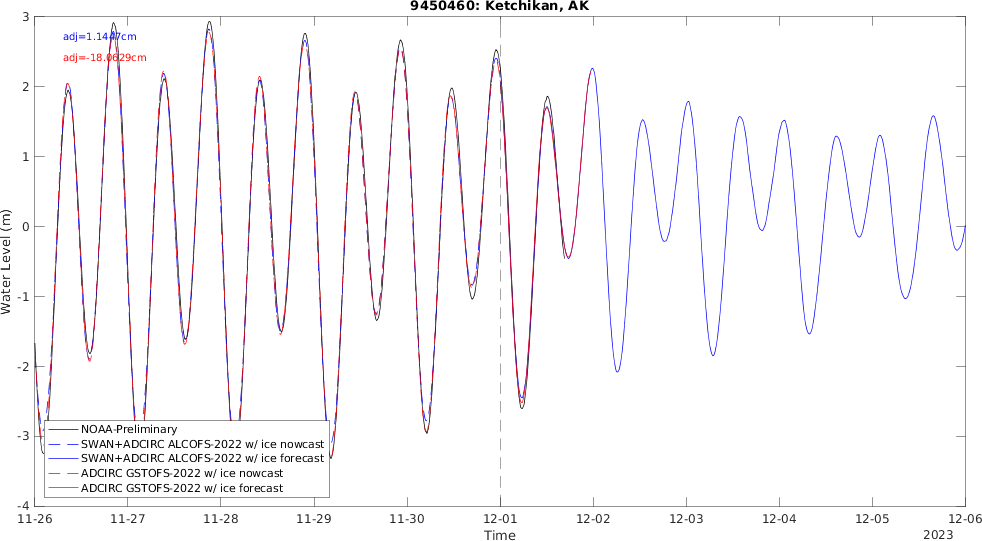 9450460: Ketchikan, AK
adj=1.1447cm
adj=-18.0629cm
Water Level (m)
3
2
1
0
-1
-2
-3
-4
NOAA-Preliminary
SWAN+ADCIRC ALCOFS-2022 w/ ice nowcast
SWAN+ADCIRC ALCOFS-2022 w/ ice forecast
ADCIRC GSTOFS-2022 w/ ice nowcast
ADCIRC GSTOFS-2022 w/ ice forecast
11-26 11-27 11-28 11-29 11-30 12-01 12-02 12-03 12-04 12-05 12-06
Time
2023